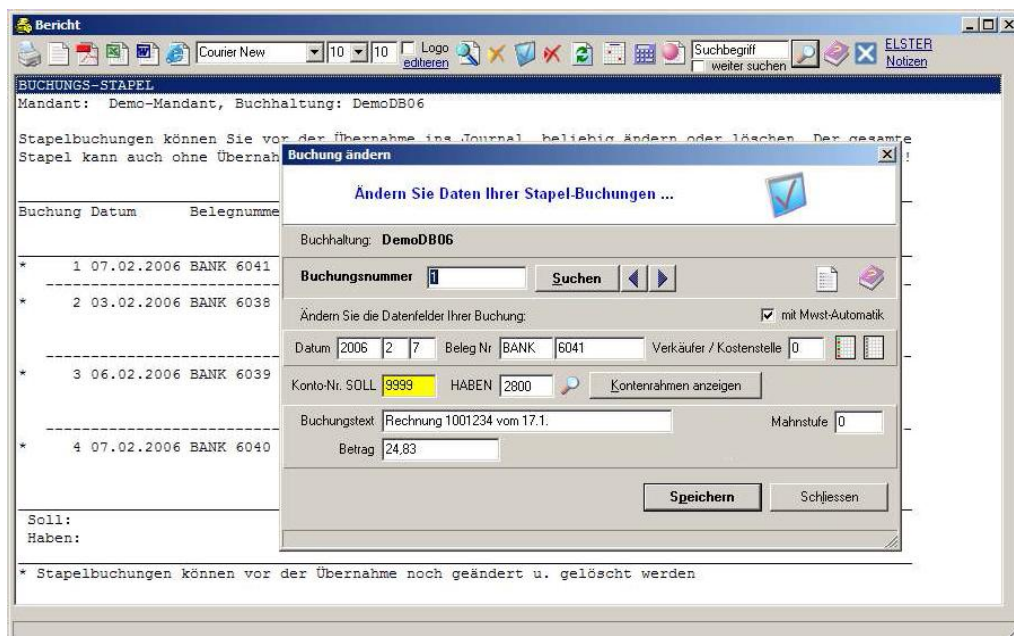 Bericht
Courier New 10 10 Logo editieren Suchbegriff weiter suchen ELSTER Notizen
BUCHUNGS-STAPEL
Mandant: Demo-Mandant, Buchhaltung: DemoDB06
Stapelbuchungen können Sie vor der Übernahme ins Journal beliebig ändern oder löschen. Der gesamte
Stapel kann auch ohne Übernah !
Buchung Datum Belegnumme
* 1 07.02.2006 BANK 6041
* 2 03.02.2006 BANK 6038
* 3 06.02.2006 BANK 6039
* 4 07.02.2006 BANK 6040
Soll:
Haben:
* Stapelbuchungen können vor der Übernahme noch geändert u. gelöscht werden
Buchung ändern
Ändern Sie Daten Ihrer Stapel-Buchungen ...
Buchhaltung: DemoDB06
Buchungsnummer 1 Suchen
Ändern Sie die Datenfelder Ihrer Buchung: mit Mwst-Automatik
Datum 2006 2 7 Beleg Nr BANK 6041 Verkäufer / Kostenstelle 0
Konto-Nr. SOLL 9999 HABEN 2800 Kontenrahmen anzeigen
Buchungstext Rechnung 1001234 vom 17.1. Mahnstufe 0
Betrag 24,83
Speichern Schliessen